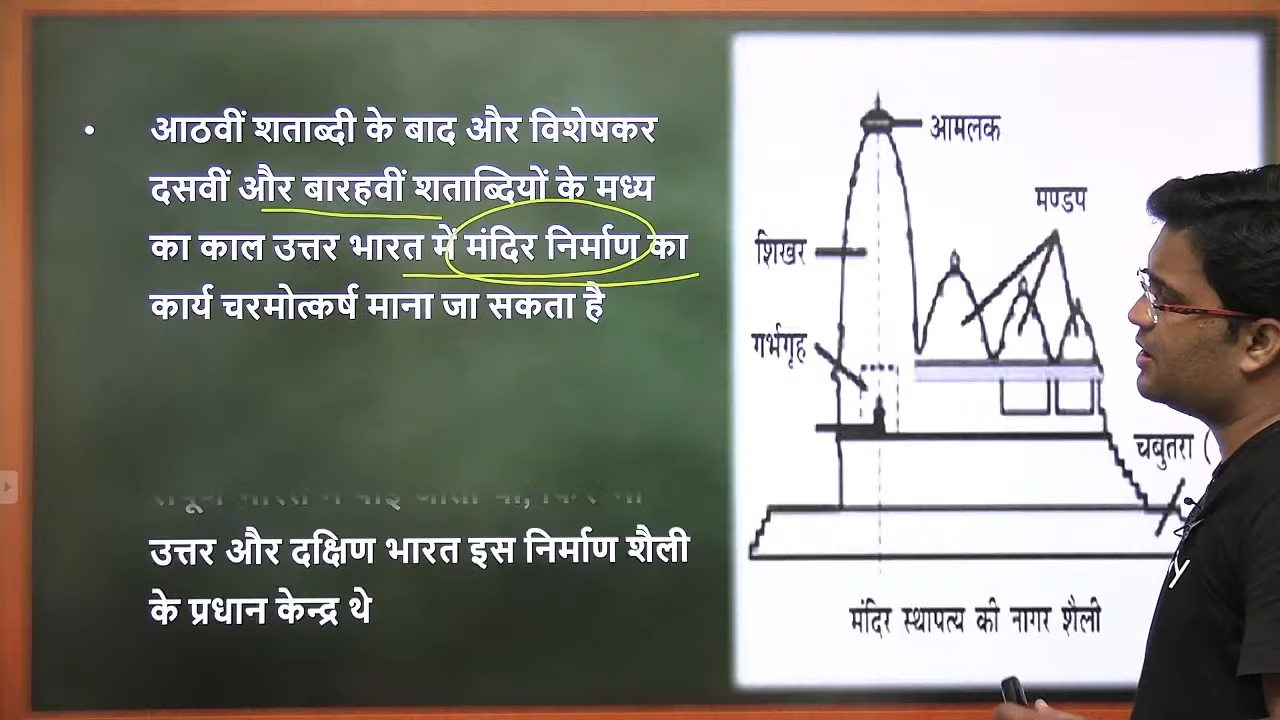 • आठवीं शताब्दी के बाद और विशेषकर
दसवीं और बारहवीं शताब्दियों के मध्य
का काल उत्तर भारत में मंदिर निर्माण का
कार्य चरमोत्कर्ष माना जा सकता है
उत्तर और दक्षिण भारत इस निर्माण शैली
के प्रधान केन्द्र थे
आमलक
मण्डप
शिखर
गर्भगृह
चबुतरा (
मंदिर स्थापत्य की नागर शैली